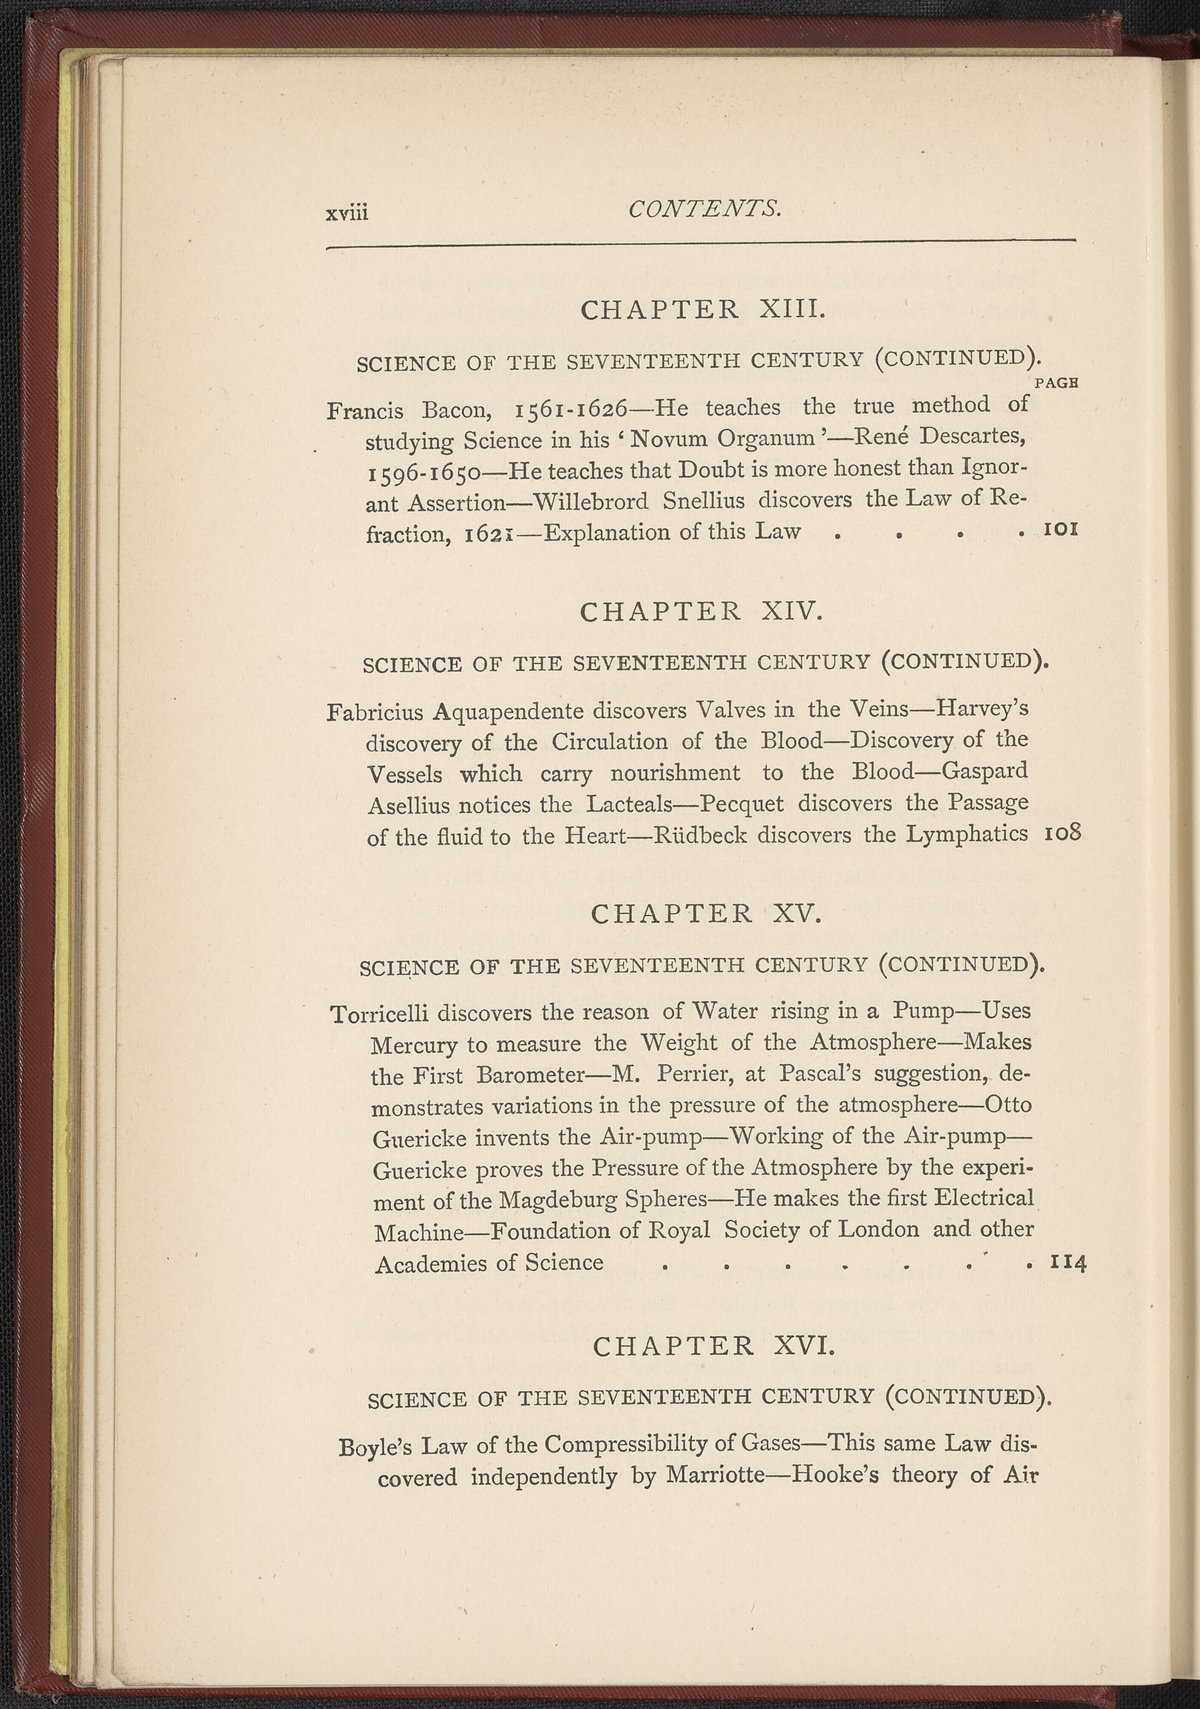 xviii CONTENTS.
CHAPTER XIII.
SCIENCE OF THE SEVENTEENTH CENTURY (CONTINUED).
PAGE
Francis Bacon, 1561-1626—He teaches the true method of
studying Science in his ‘Novum Organum’—René Descartes,
1596-1650—He teaches that Doubt is more honest than Ignor-
ant Assertion—Willebrord Snellius discovers the Law of Re-
fraction, 1621—Explanation of this Law . . . . 101
CHAPTER XIV.
SCIENCE OF THE SEVENTEENTH CENTURY (CONTINUED).
Fabricius Aquapendente discovers Valves in the Veins—Harvey’s
discovery of the Circulation of the Blood—Discovery of the
Vessels which carry nourishment to the Blood—Gaspard
Asellius notices the Lacteals—Pecquet discovers the Passage
of the fluid to the Heart—Rüdbeck discovers the Lymphatics 108
CHAPTER XV.
SCIENCE OF THE SEVENTEENTH CENTURY (CONTINUED).
Torricelli discovers the reason of Water rising in a Pump—Uses
Mercury to measure the Weight of the Atmosphere—Makes
the First Barometer—M. Perrier, at Pascal’s suggestion, de-
monstrates variations in the pressure of the atmosphere—Otto
Guericke invents the Air-pump—Working of the Air-pump—
Guericke proves the Pressure of the Atmosphere by the experi-
ment of the Magdeburg Spheres—He makes the first Electrical
Machine—Foundation of Royal Society of London and other
Academies of Science . . . . . . . 114
CHAPTER XVI.
SCIENCE OF THE SEVENTEENTH CENTURY (CONTINUED).
Boyle’s Law of the Compressibility of Gases—This same Law dis-
covered independently by Marriotte—Hooke’s theory of Air